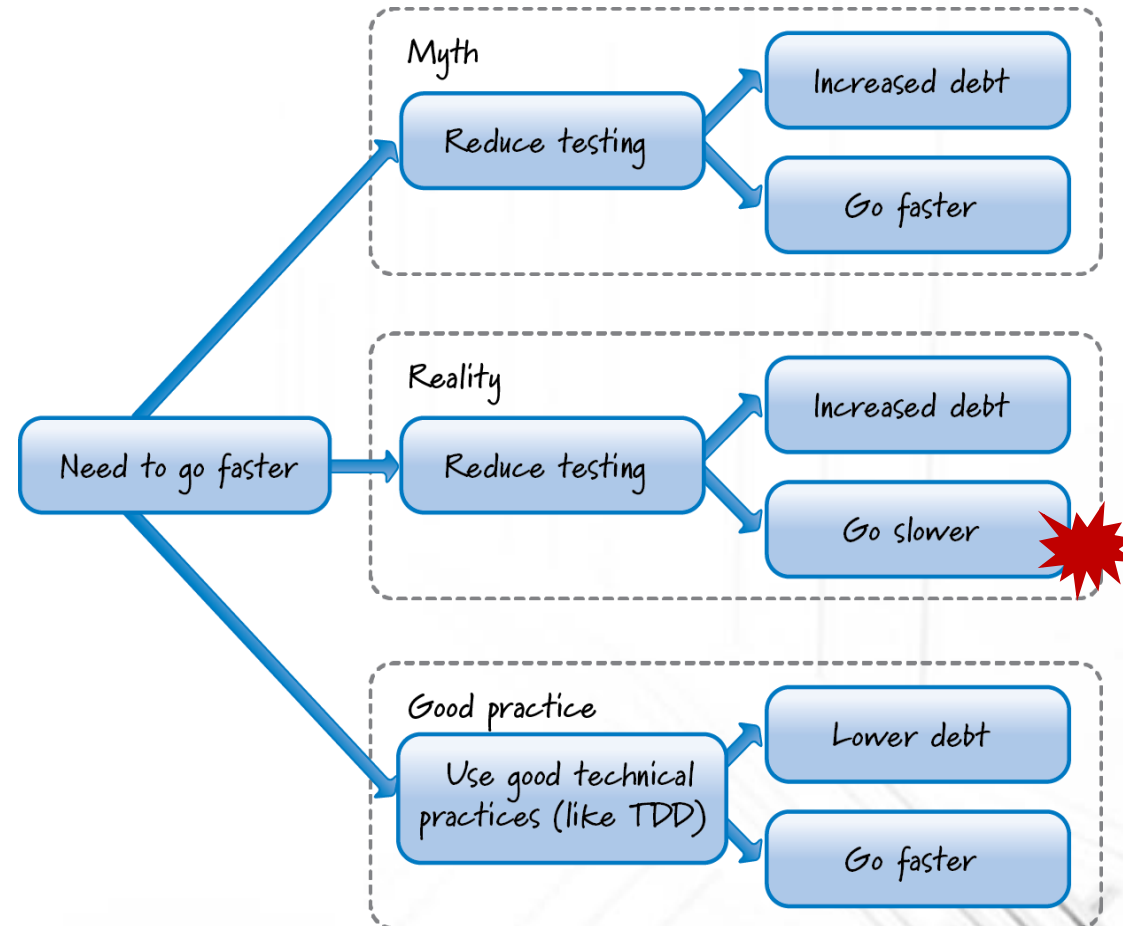 Myth
Reduce testing
Increased debt
Go faster
Reality
Need to go faster
Reduce testing
Increased debt
Go slower
Good practice
Use good technical
practices (like TDD)
Lower debt
Go faster